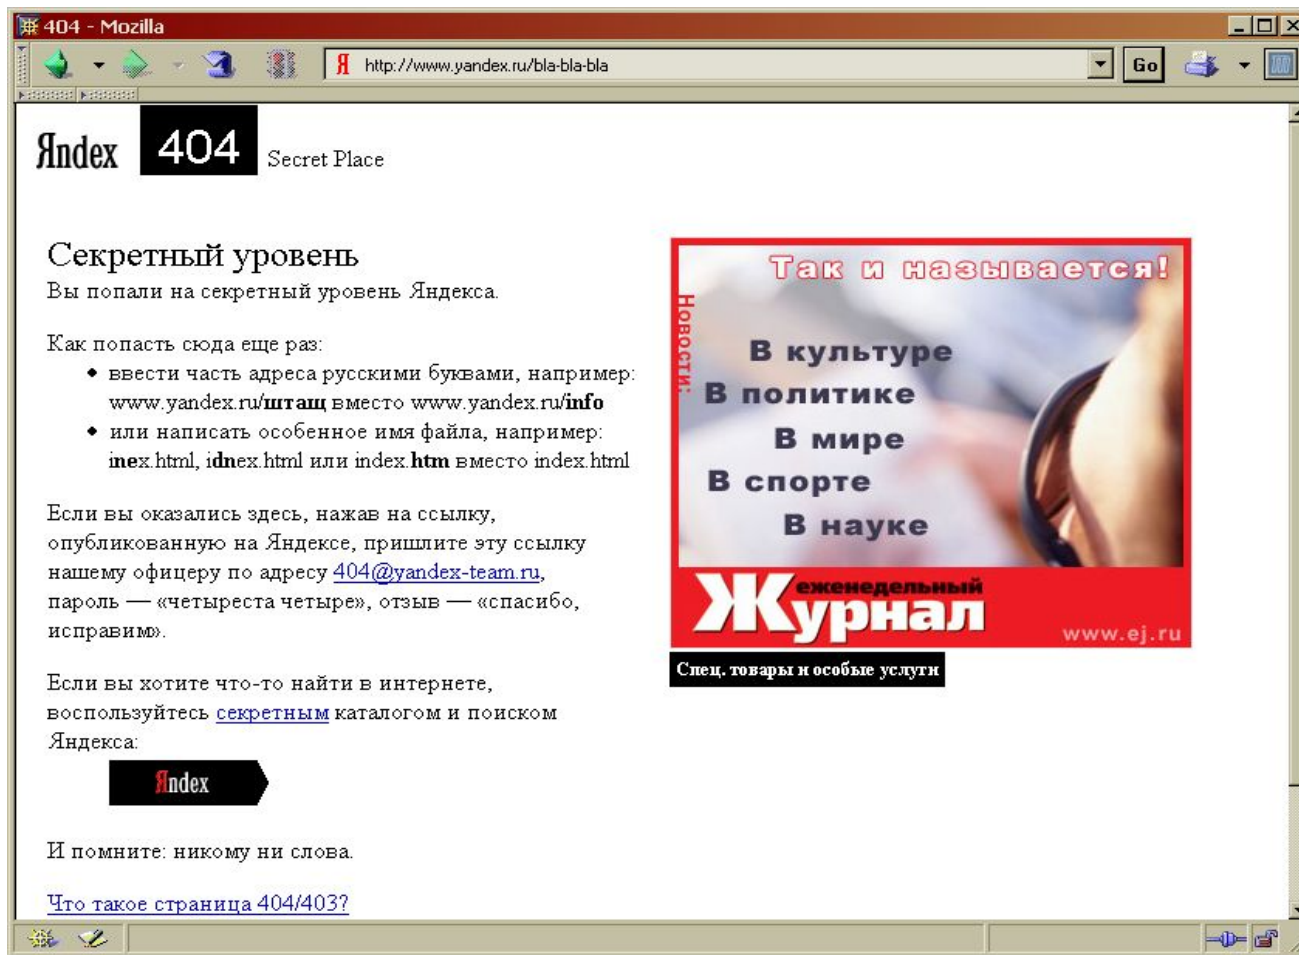 404 - Mozilla
Я http://www.yandex.ru/bla-bla-bla Go
Яndex 404 Secret Place
Секретный уровень
Вы попали на секретный уровень Яндекса.
Как попасть сюда еще раз:
• ввести часть адреса русскими буквами, например:
www.yandex.ru/штащ вместо www.yandex.ru/info
• или написать особенное имя файла, например:
inex.html, idnex.html или index.htm вместо index.html
Если вы оказались здесь, нажав на ссылку,
опубликованную на Яндексе, пришлите эту ссылку
нашему офицеру по адресу 404@yandex-team.ru,
пароль — «четыреста четыре», отзыв — «спасибо,
исправим».
Если вы хотите что-то найти в интернете,
воспользуйтесь секретным каталогом и поиском
Яндекса:
Яndex
И помните: никому ни слова.
Что такое страница 404/403?
Так и называется!
Новости:
В культуре
В политике
В мире
В спорте
В науке
еженедельный
Журнал
www.ej.ru
Спец. товары и особые услуги